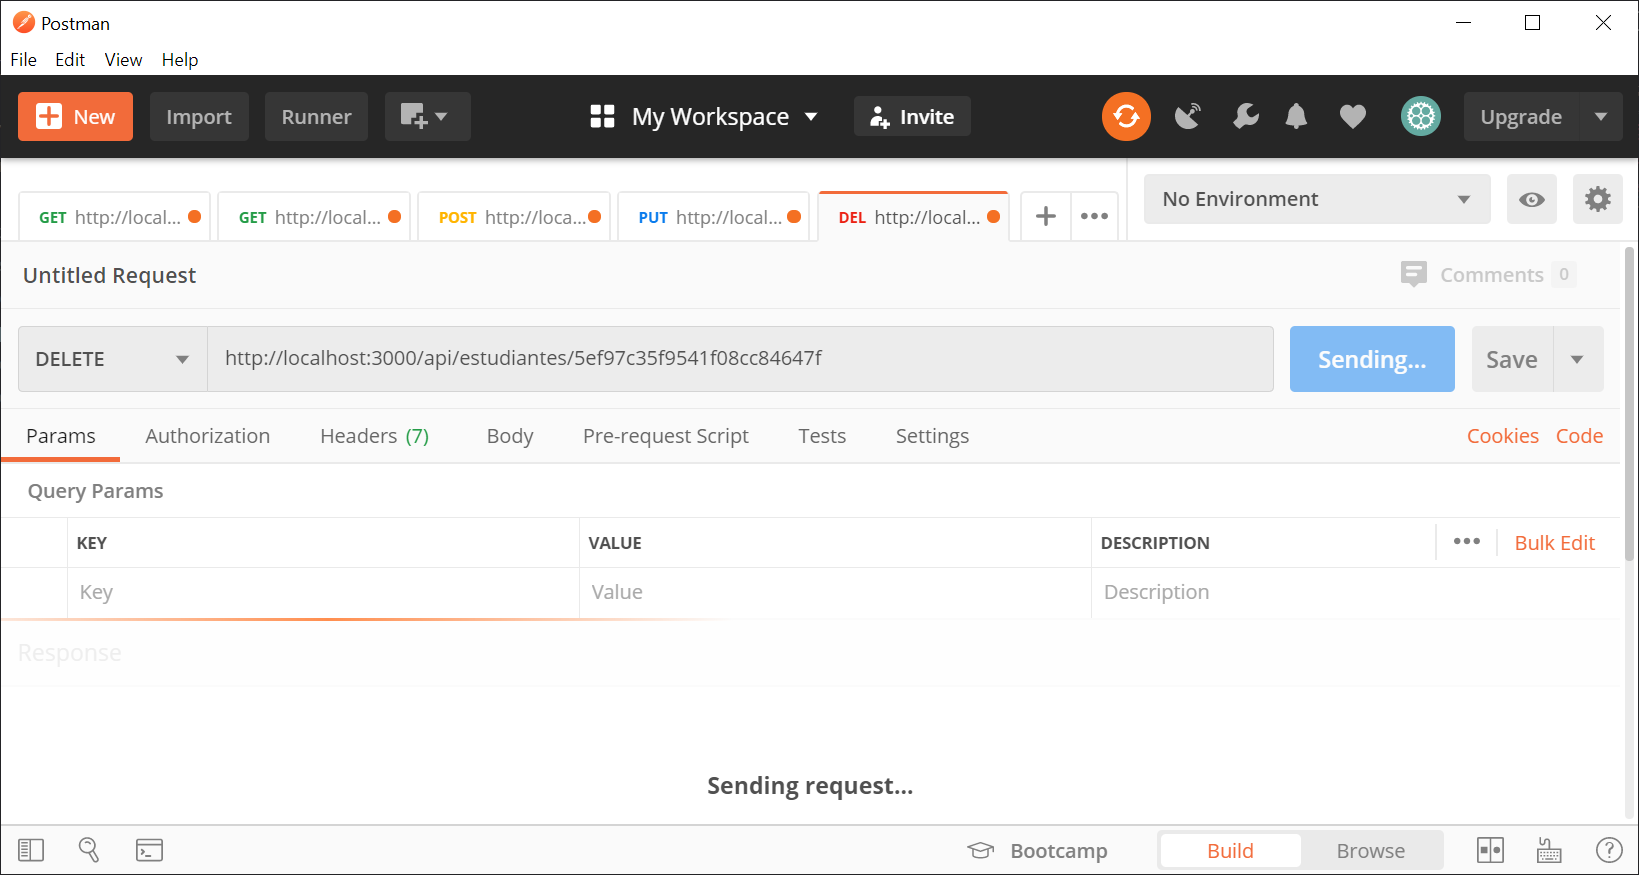 Postman
File Edit View Help
New Import Runner My Workspace Invite Upgrade
GET http://local... GET http://local... POST http://loca... PUT http://local... DEL http://local... No Environment
Untitled Request Comments 0
DELETE http://localhost:3000/api/estudiantes/5ef97c35f9541f08cc84647f Sending... Save
Params Authorization Headers (7) Body Pre-request Script Tests Settings Cookies Code
Query Params
KEY VALUE DESCRIPTION Bulk Edit
Key Value Description
Response
Sending request...
Bootcamp Build Browse